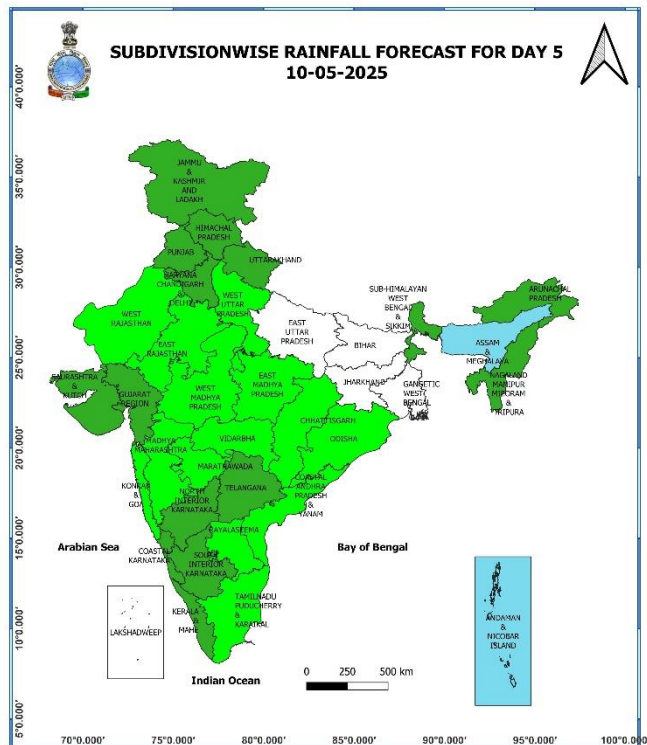 SUBDIVISIONWISE RAINFALL FORECAST FOR DAY 5
10-05-2025
40°0.000'
35°0.000'
30°0.000'
25°0.000'
20°0.000'
15°0.000'
10°0.000'
5°0.000'
JAMMU
&
KASHMIR
AND
LADAKH
HIMACHAL
PRADESH
PUNJAB
UTTARAKHAND
HARYANA
CHANDIGARH
&
DELHI
WEST
UTTAR
PRADESH
WEST
RAJASTHAN
EAST
RAJASTHAN
EAST
UTTAR
PRADESH
SUB-HIMALAYAN
WEST
BENGAL
&
SIKKIM
ARUNACHAL
PRADESH
ASSAM
&
MEGHALAYA
NAGALAND
MANIPUR
MIZORAM
&
TRIPURA
BIHAR
JHARKHAND
GANGETIC
WEST
BENGAL
SAURASHTRA
&
KUTCH
GUJARAT
REGION
WEST
MADHYA
PRADESH
EAST
MADHYA
PRADESH
CHHATTISGARH
ODISHA
MADHYA
MAHARASHTRA
VIDARBHA
MARATHAWADA
KONKAN
&
GOA
NORTH
INTERIOR
KARNATAKA
TELANGANA
COASTAL
ANDHRA
PRADESH
&
YANAM
RAYALASEEMA
COASTAL
KARNATAKA
SOUTH
INTERIOR
KARNATAKA
TAMILNADU
PUDUCHERRY
&
KARAIKAL
KERALA
&
MAHE
LAKSHADWEEP
ANDAMAN
&
NICOBAR
ISLAND
Arabian Sea
Bay of Bengal
Indian Ocean
0 250 500 km
70°0.000' 75°0.000' 80°0.000' 85°0.000' 90°0.000' 95°0.000' 100°0.000'